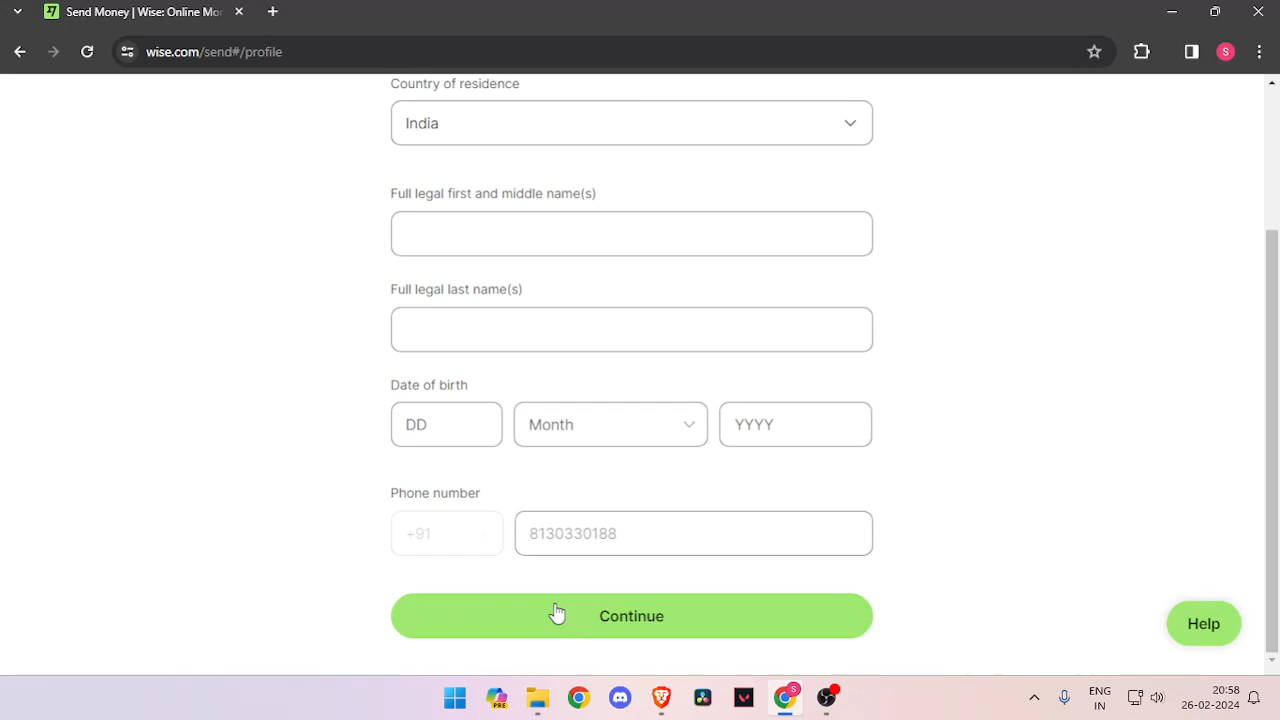 Send Money | Wise: Online Mo
wise.com/send#/profile
S
Country of residence
India
Full legal first and middle name(s)
Full legal last name(s)
Date of birth
DD Month YYYY
Phone number
+91 8130330188
Continue
Help
PRE
S
ENG
IN
20:58
26-02-2024